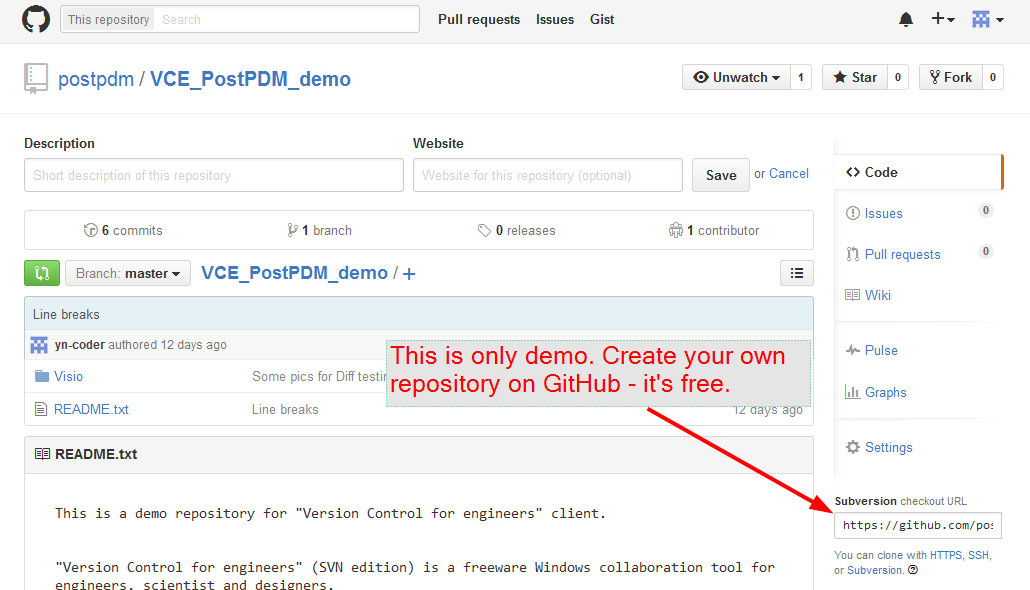 This repository Search Pull requests Issues Gist
postpdm / VCE_PostPDM_demo Unwatch 1 Star 0 Fork 0
Description Website
Short description of this repository Website for this repository (optional) Save or Cancel
6 commits 1 branch 0 releases 1 contributor
Branch: master VCE_PostPDM_demo / +
Line breaks
yn-coder authored 12 days ago
Visio Some pics for Diff testin
README.txt Line breaks 12 days ago
This is only demo. Create your own
repository on GitHub - it's free.
README.txt
This is a demo repository for "Version Control for engineers" client.
"Version Control for engineers" (SVN edition) is a freeware Windows collaboration tool for
engineers, scientist and designers.
Code
Issues 0
Pull requests 0
Wiki
Pulse
Graphs
Settings
Subversion checkout URL
https://github.com/pos
You can clone with HTTPS, SSH,
or Subversion.